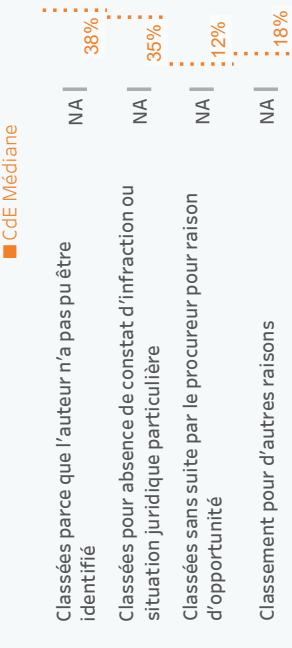 ■ CdE Médiane
Classées parce que l'auteur n'a pas pu être
identifié
NA
38%
Classées pour absence de constat d'infraction ou
situation juridique particulière
NA
35%
Classées sans suite par le procureur pour raison
d'opportunité
NA
12%
Classement pour d'autres raisons
NA
18%